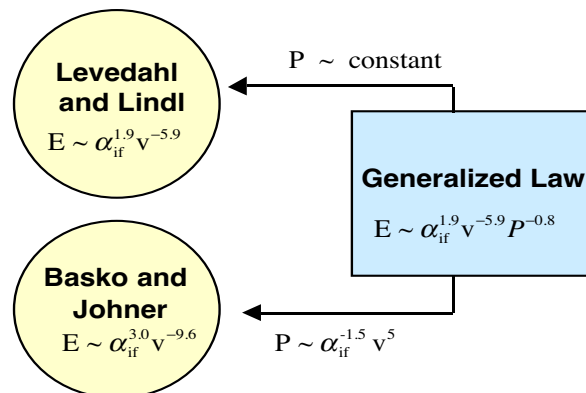 Levedahl
and Lindl
E ~ α_if^1.9 v^−5.9
P ~ constant
Generalized Law
E ~ α_if^1.9 v^−5.9 P^−0.8
Basko and
Johner
E ~ α_if^3.0 v^−9.6
P ~ α_if^-1.5 v^5